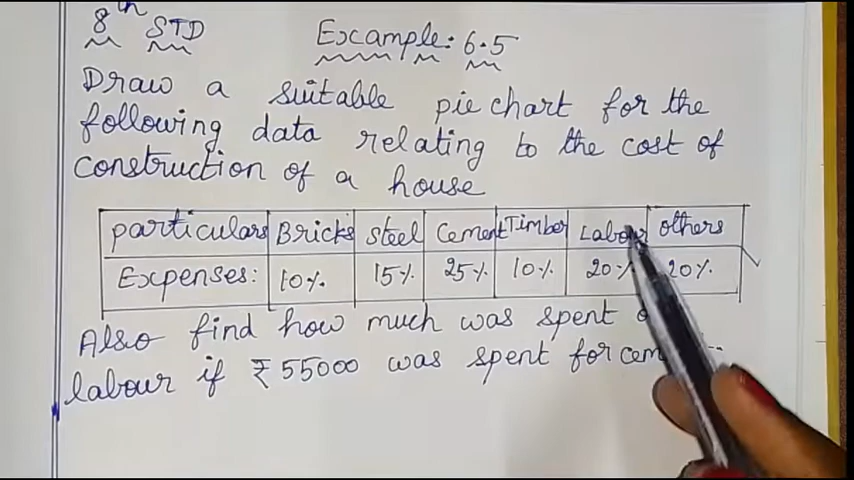 8th STD Example: 6.5
Draw a suitable pie chart for the
following data relating to the cost of
construction of a house
particulars Bricks Steel Cement Timber Labour others
Expenses: 10% 15% 25% 10% 20% 20%
Also find how much was spent
labour if ₹ 55000 was spent for